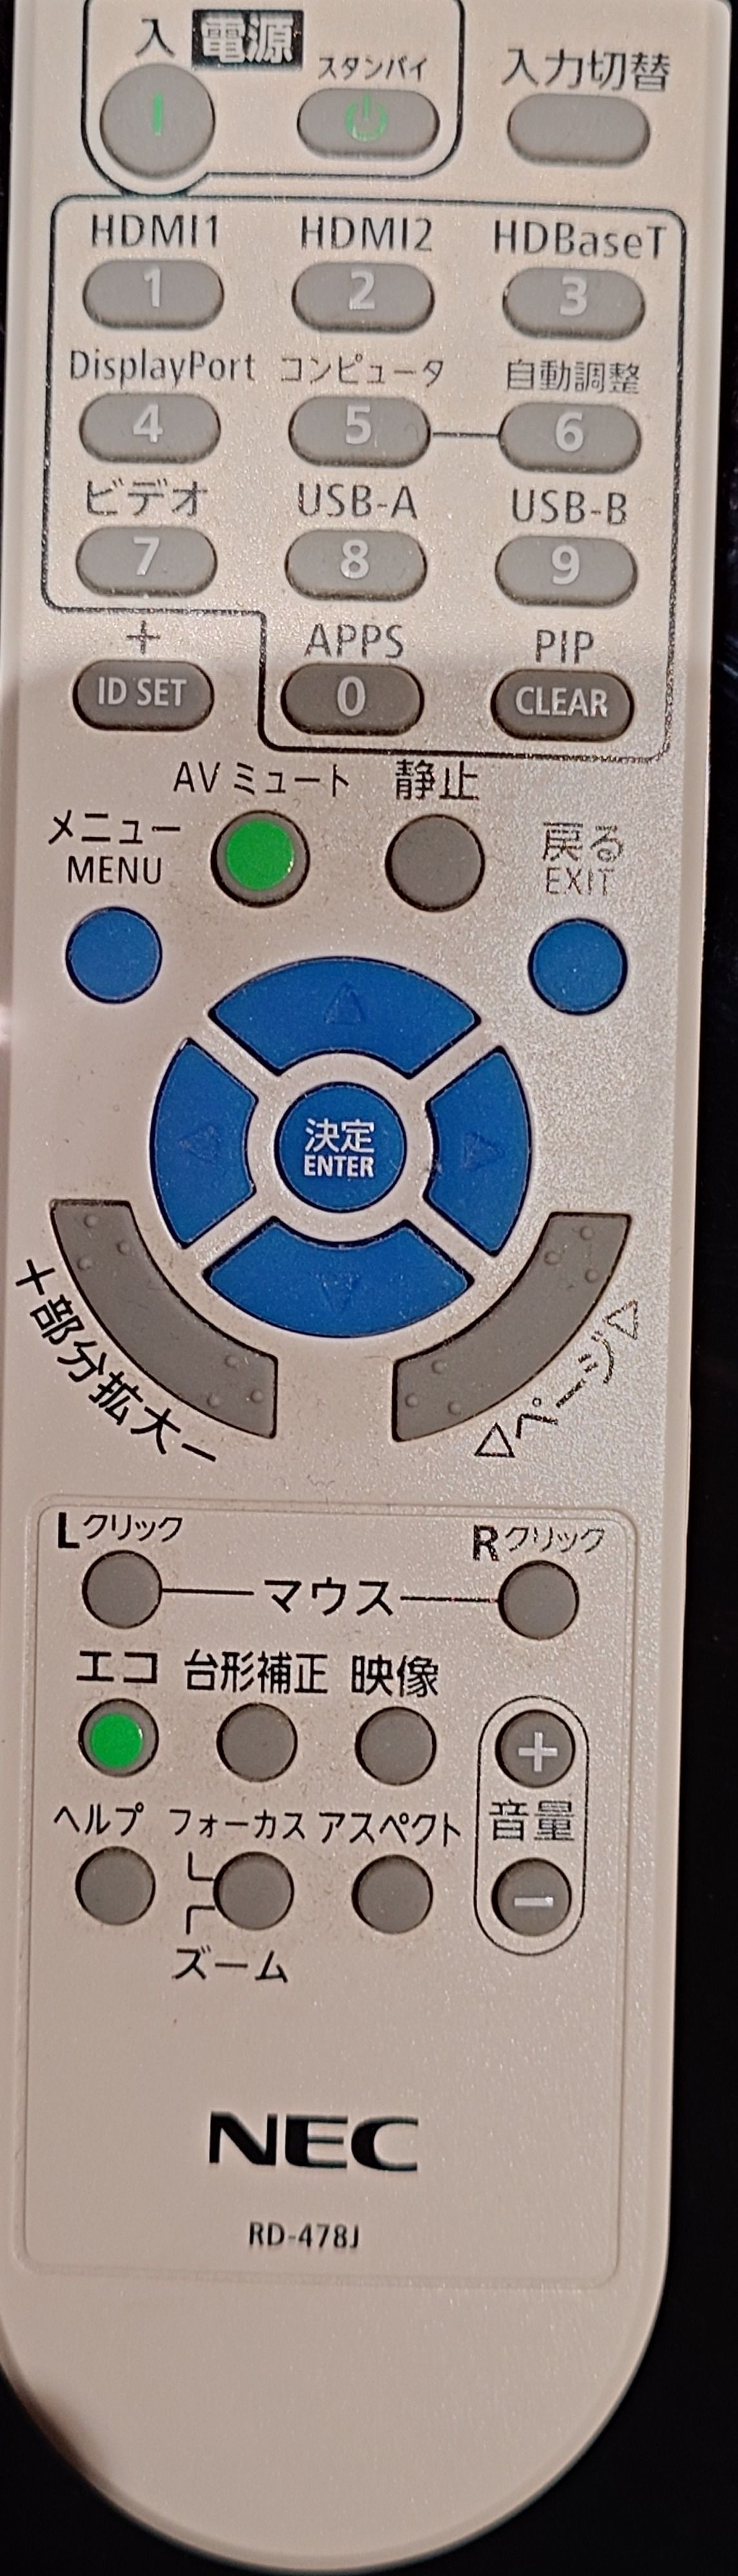 入 電源 スタンバイ 入力切替
HDMI1 HDMI2 HDBaseT
1 2 3
DisplayPort コンピュータ 自動調整
4 5 6
ビデオ USB-A USB-B
7 8 9
+ APPS PIP
ID SET 0 CLEAR
AVミュート 静止
メニュー 戻る
MENU EXIT
決定
ENTER
+部分拡大−
△ページ▽
Lクリック Rクリック
マウス
エコ 台形補正 映像
+
ヘルプ フォーカス アスペクト 音量
−
ズーム
NEC
RD-478J